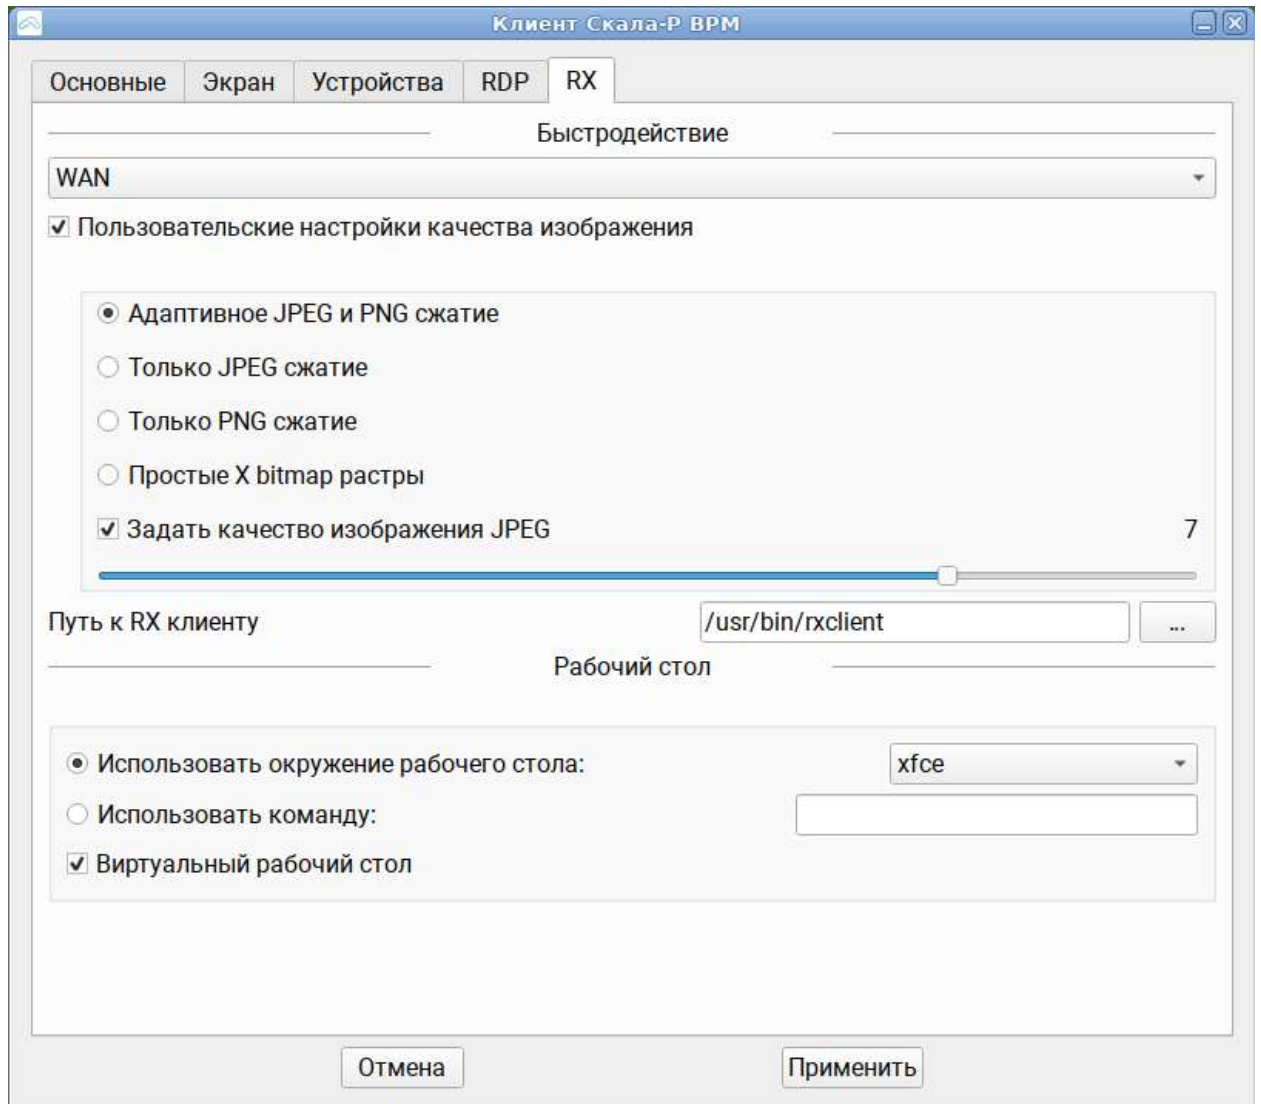 Клиент Скала-Р ВРМ
Основные Экран Устройства RDP RX
Быстродействие
WAN
Пользовательские настройки качества изображения
Адаптивное JPEG и PNG сжатие
Только JPEG сжатие
Только PNG сжатие
Простые X bitmap растры
Задать качество изображения JPEG 7
Путь к RX клиенту /usr/bin/rxclient ...
Рабочий стол
Использовать окружение рабочего стола: xfce
Использовать команду:
Виртуальный рабочий стол
Отмена Применить